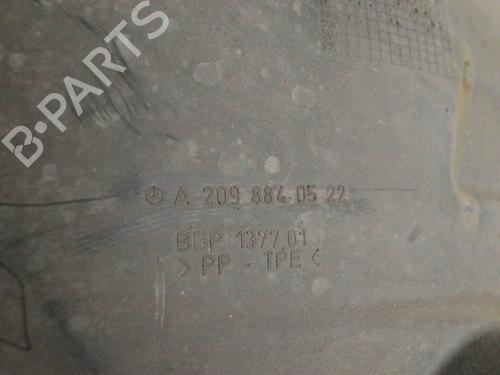 B-PARTS
A 209 884 05 22
BBP 1377.01
> PP - TPE <